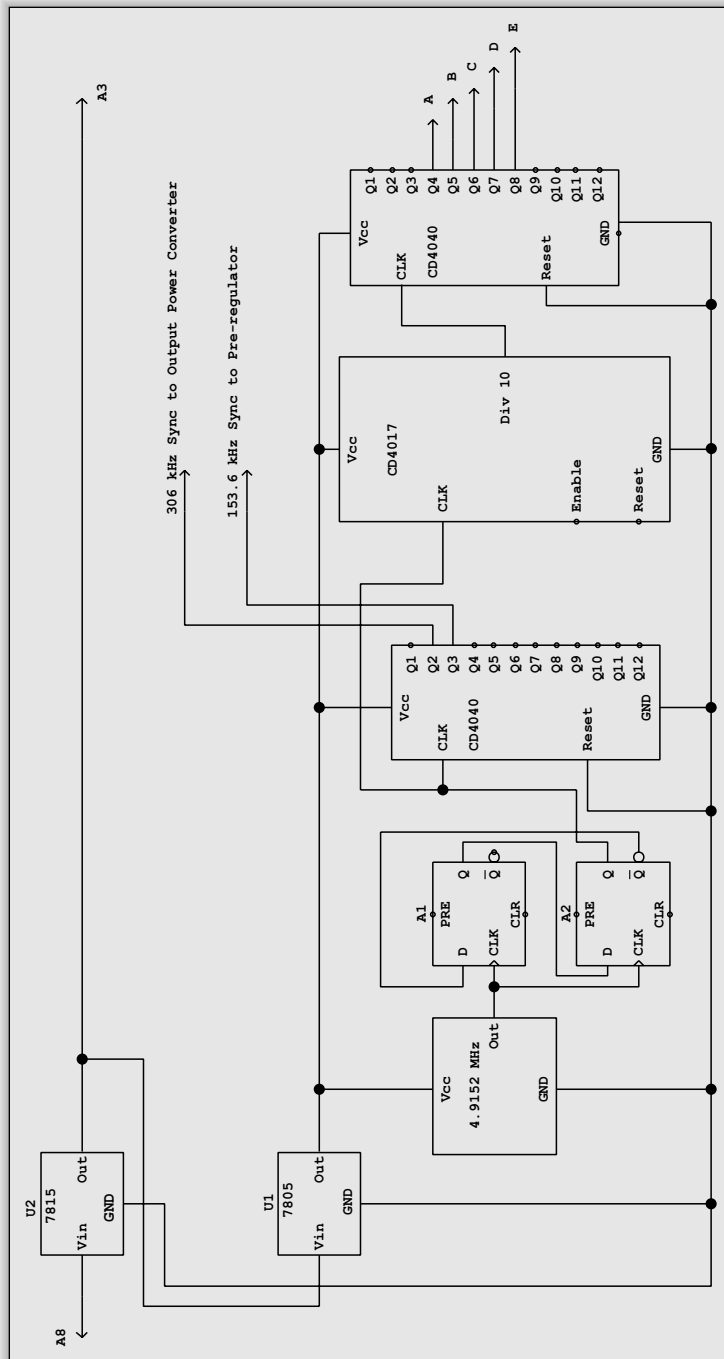 A8
U2
7815
Vin
GND
Out
A3
U1
7805
Vin
GND
Out
306 kHz Sync to Output Power Converter
153.6 kHz Sync to Pre-regulator
Vcc
4.9152 MHz
GND
Out
A1
PRE
D
CLK
CLR
Q
Q
A2
PRE
D
CLK
CLR
Q
Q
Vcc
CLK
CD4040
Reset
GND
Q1
Q2
Q3
Q4
Q5
Q6
Q7
Q8
Q9
Q10
Q11
Q12
Vcc
CD4017
CLK
Div 10
Enable
Reset
GND
Vcc
CLK
CD4040
Reset
GND
Q1
Q2
Q3
Q4
Q5
Q6
Q7
Q8
Q9
Q10
Q11
Q12
A
B
C
D
E